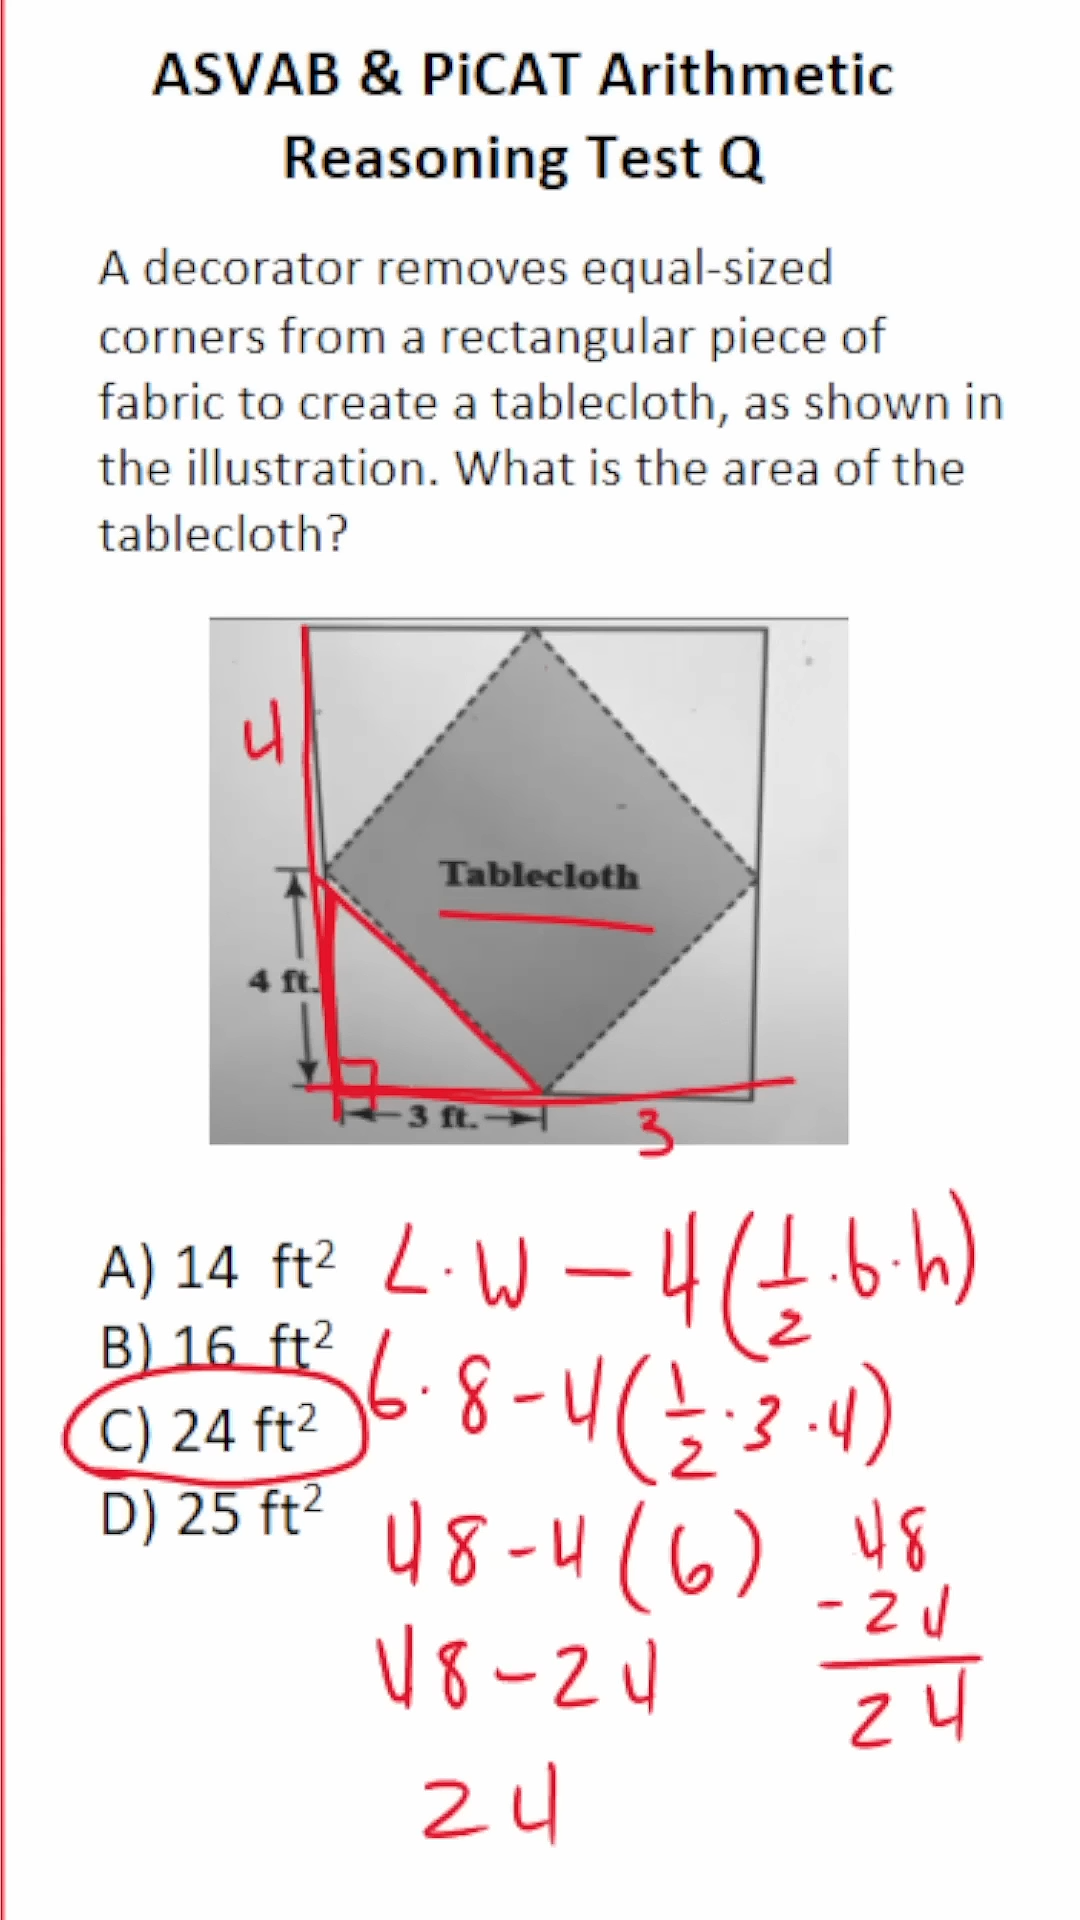 ASVAB & PiCAT Arithmetic
Reasoning Test Q
A decorator removes equal-sized
corners from a rectangular piece of
fabric to create a tablecloth, as shown in
the illustration. What is the area of the
tablecloth?
4
Tablecloth
4 ft.
3 ft.
3
A) 14 ft² L·W - 4(1/2·b·h)
B) 16 ft²
6·8-4(1/2·3·4)
C) 24 ft²
D) 25 ft²
48-4(6)
48
-24
24
48-24
24